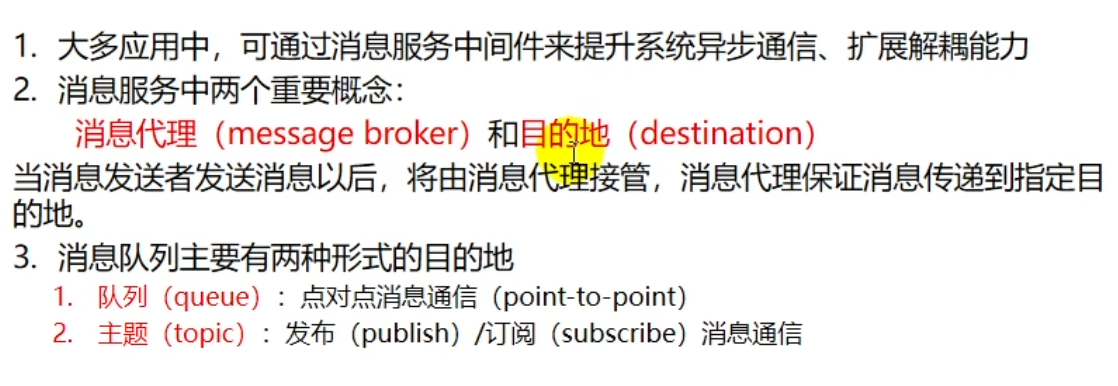 1. 大多应用中，可通过消息服务中间件来提升系统异步通信、扩展解耦能力
2. 消息服务中两个重要概念：
消息代理（message broker）和目的地（destination）
当消息发送者发送消息以后，将由消息代理接管，消息代理保证消息传递到指定目
的地。
3. 消息队列主要有两种形式的目的地
1. 队列（queue）：点对点消息通信（point-to-point）
2. 主题（topic）：发布（publish）/订阅（subscribe）消息通信